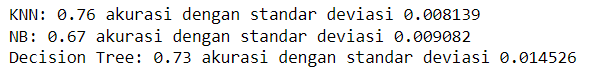 KNN: 0.76 akurasi dengan standar deviasi 0.008139
NB: 0.67 akurasi dengan standar deviasi 0.009082
Decision Tree: 0.73 akurasi dengan standar deviasi 0.014526